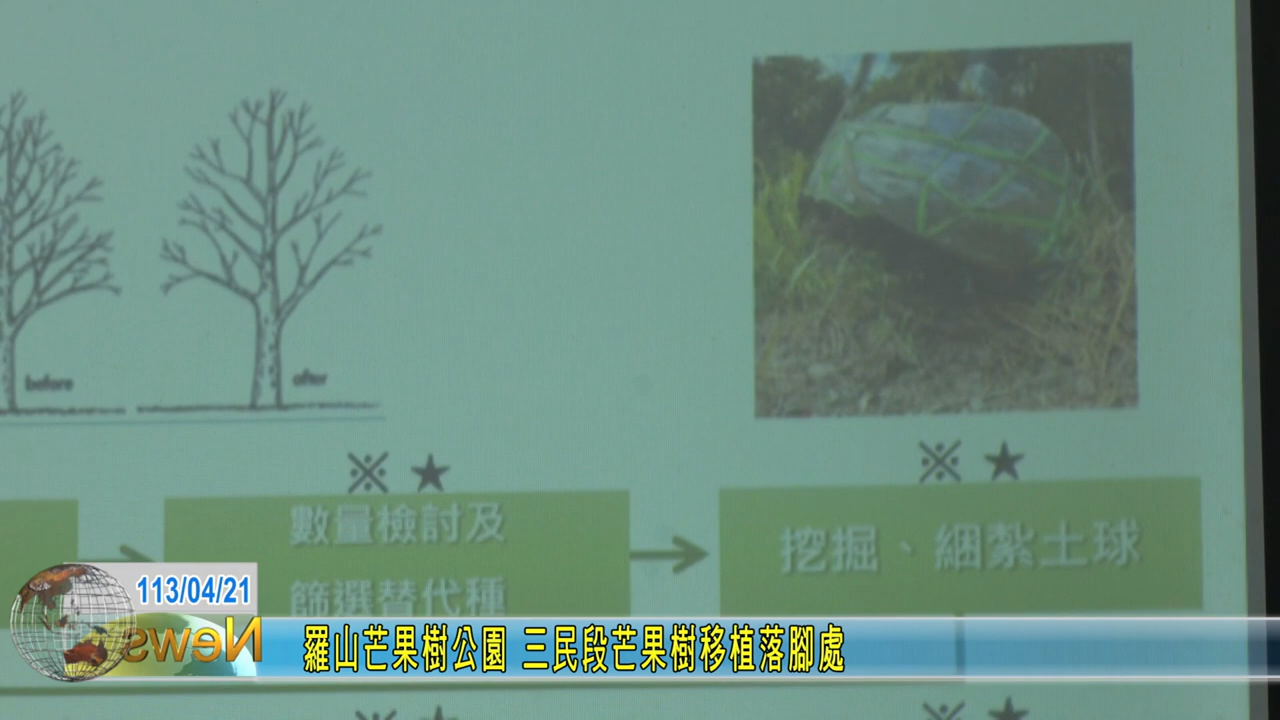 before
after
※ ★
※ ★
數量檢討及
篩選替代種
挖掘、綑紮土球
113/04/21
News
羅山芒果樹公園 三民段芒果樹移植落腳處
※ ★
※ ★